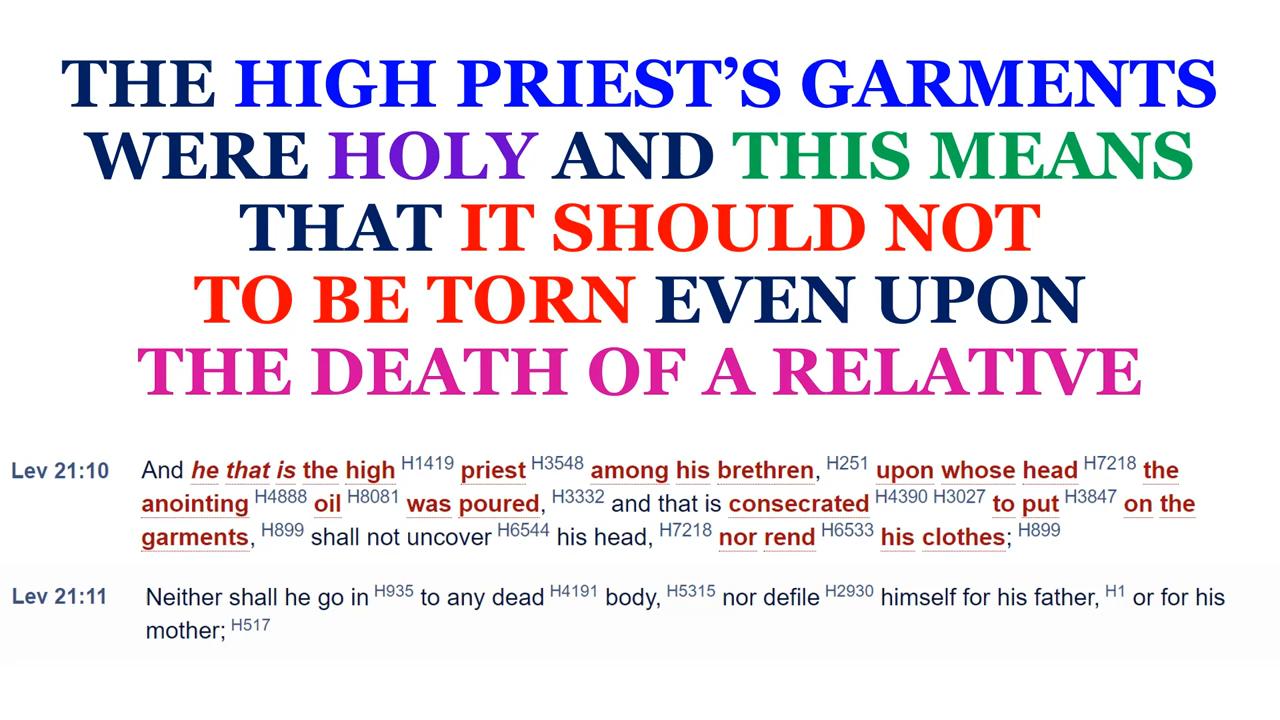 THE HIGH PRIEST’S GARMENTS
WERE HOLY AND THIS MEANS
THAT IT SHOULD NOT
TO BE TORN EVEN UPON
THE DEATH OF A RELATIVE
Lev 21:10 And he that is the high H1419 priest H3548 among his brethren, H251 upon whose head H7218 the
anointing H4888 oil H8081 was poured, H3332 and that is consecrated H4390 H3027 to put H3847 on the
garments, H899 shall not uncover H6544 his head, H7218 nor rend H6533 his clothes; H899
Lev 21:11 Neither shall he go in H935 to any dead H4191 body, H5315 nor defile H2930 himself for his father, H1 or for his
mother; H517